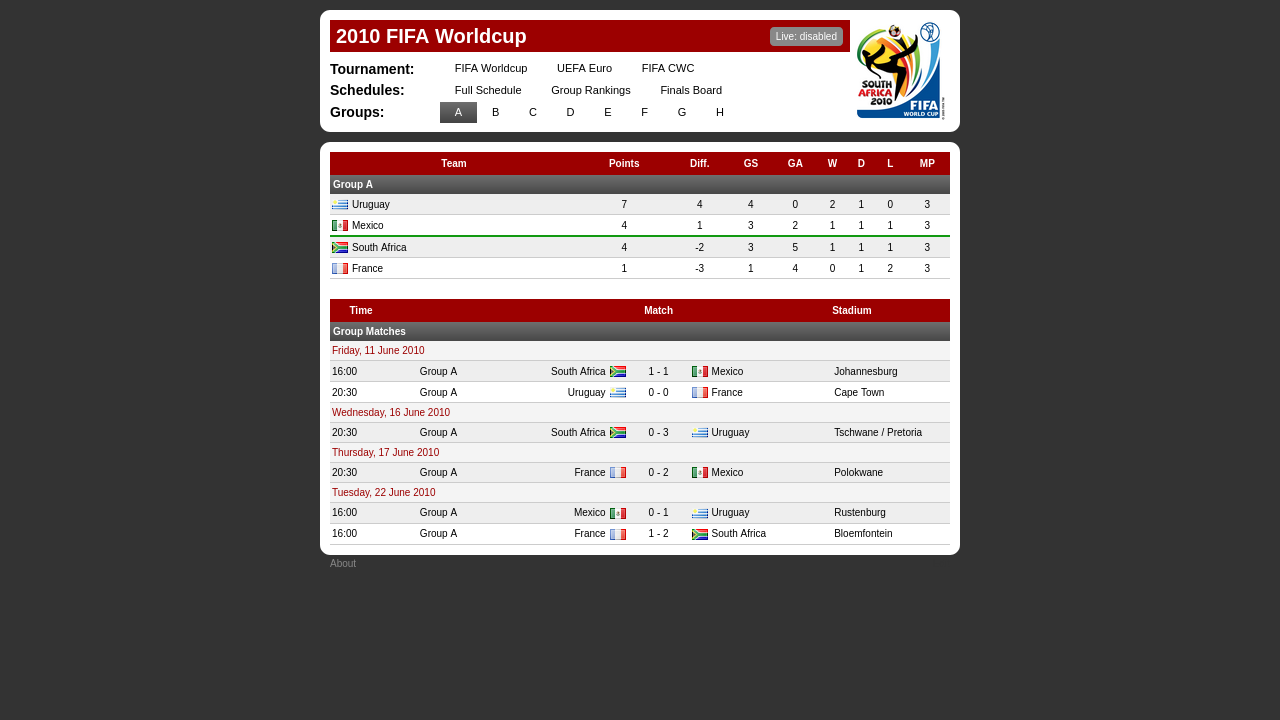 2010 FIFA Worldcup
Live: disabled
SOUTH
AFRICA
2010
FIFA
WORLD CUP
Tournament: FIFA Worldcup UEFA Euro FIFA CWC
Schedules: Full Schedule Group Rankings Finals Board
Groups: A B C D E F G H
Team Points Diff. GS GA W D L MP
Group A
Uruguay 7 4 4 0 2 1 0 3
Mexico 4 1 3 2 1 1 1 3
South Africa 4 -2 3 5 1 1 1 3
France 1 -3 1 4 0 1 2 3
Time Match Stadium
Group Matches
Friday, 11 June 2010
16:00 Group A South Africa 1 - 1 Mexico Johannesburg
20:30 Group A Uruguay 0 - 0 France Cape Town
Wednesday, 16 June 2010
20:30 Group A South Africa 0 - 3 Uruguay Tschwane / Pretoria
Thursday, 17 June 2010
20:30 Group A France 0 - 2 Mexico Polokwane
Tuesday, 22 June 2010
16:00 Group A Mexico 0 - 1 Uruguay Rustenburg
16:00 Group A France 1 - 2 South Africa Bloemfontein
About